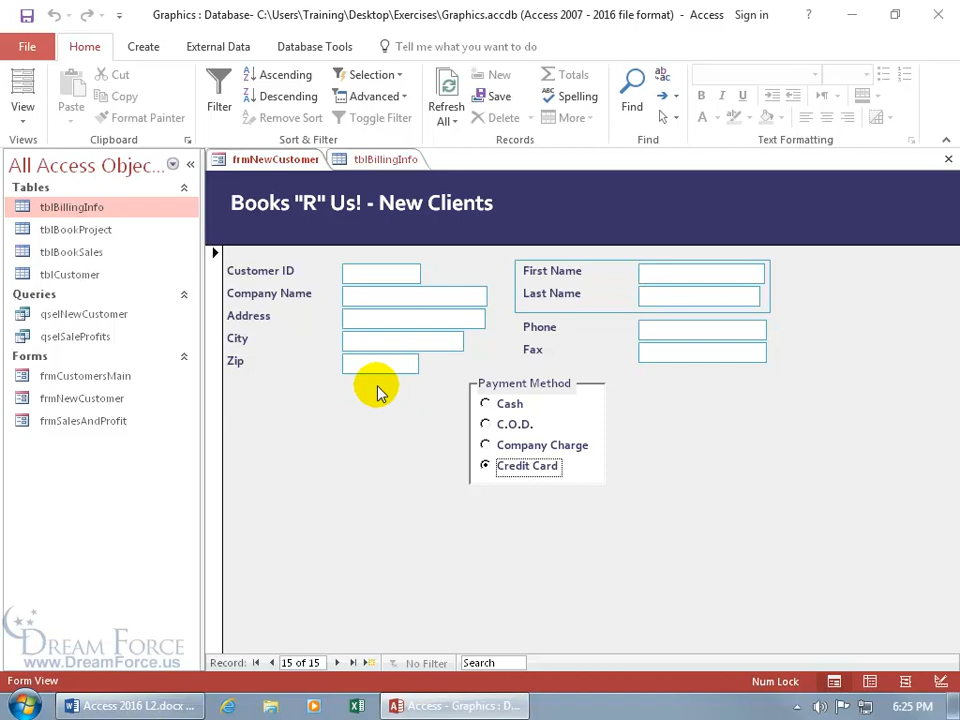 Graphics : Database- C:\Users\Training\Desktop\Exercises\Graphics.accdb (Access 2007 - 2016 file format) - Access Sign in ?
File Home Create External Data Database Tools Tell me what you want to do
View
Views
Paste
Cut
Copy
Format Painter
Clipboard
Filter
Ascending
Descending
Remove Sort
Selection
Advanced
Toggle Filter
Sort & Filter
Refresh
All
New
Save
Delete
Totals
Spelling
More
Records
Find
Find
B I U
A
Text Formatting
All Access Objec...
Tables
tblBillingInfo
tblBookProject
tblBookSales
tblCustomer
Queries
qselNewCustomer
qselSaleProfits
Forms
frmCustomersMain
frmNewCustomer
frmSalesAndProfit
frmNewCustomer tblBillingInfo
Books "R" Us! - New Clients
Customer ID
Company Name
Address
City
Zip
First Name
Last Name
Phone
Fax
Payment Method
Cash
C.O.D.
Company Charge
Credit Card
DREAM FORCE
www.DreamForce.us
Record: 15 of 15 No Filter Search
Form View Num Lock
Access 2016 L2.docx ... Access - Graphics : D... 6:25 PM